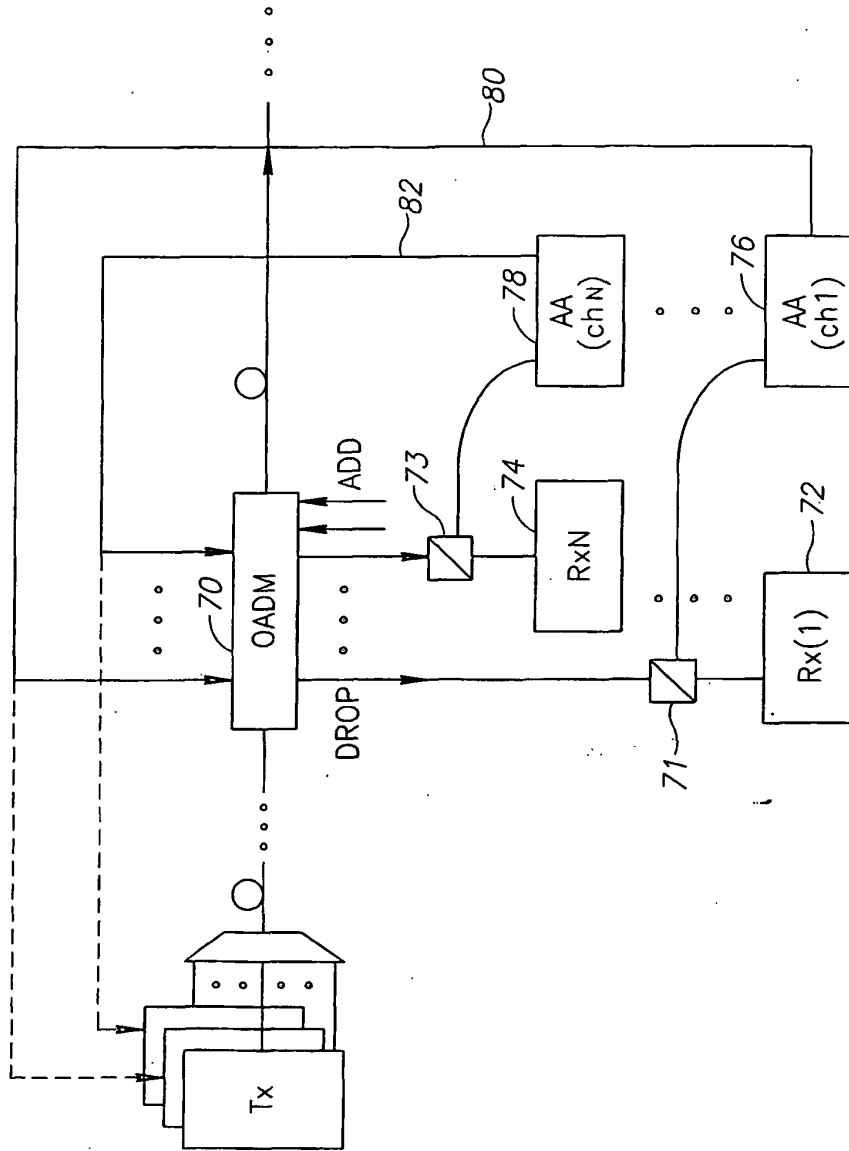 80
82
70
OADM
ADD
DROP
78
AA
(chN)
73
74
RxN
76
AA
(ch1)
72
Rx(1)
71
Tx